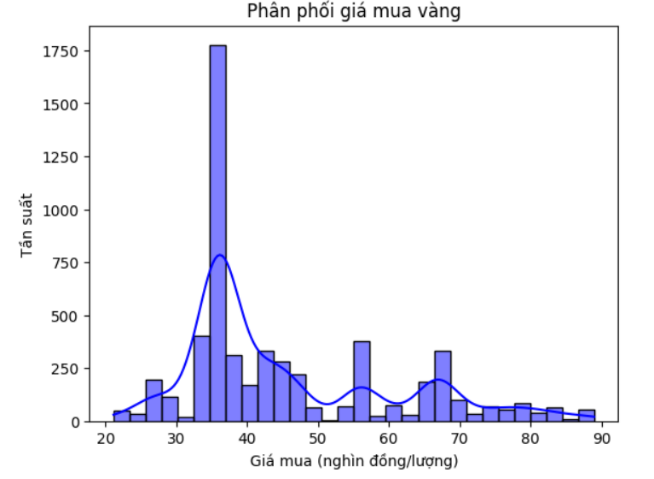 Phân phối giá mua vàng
1750
1500
1250
1000
750
500
250
0
Tần suất
20 30 40 50 60 70 80 90
Giá mua (nghìn đồng/lượng)